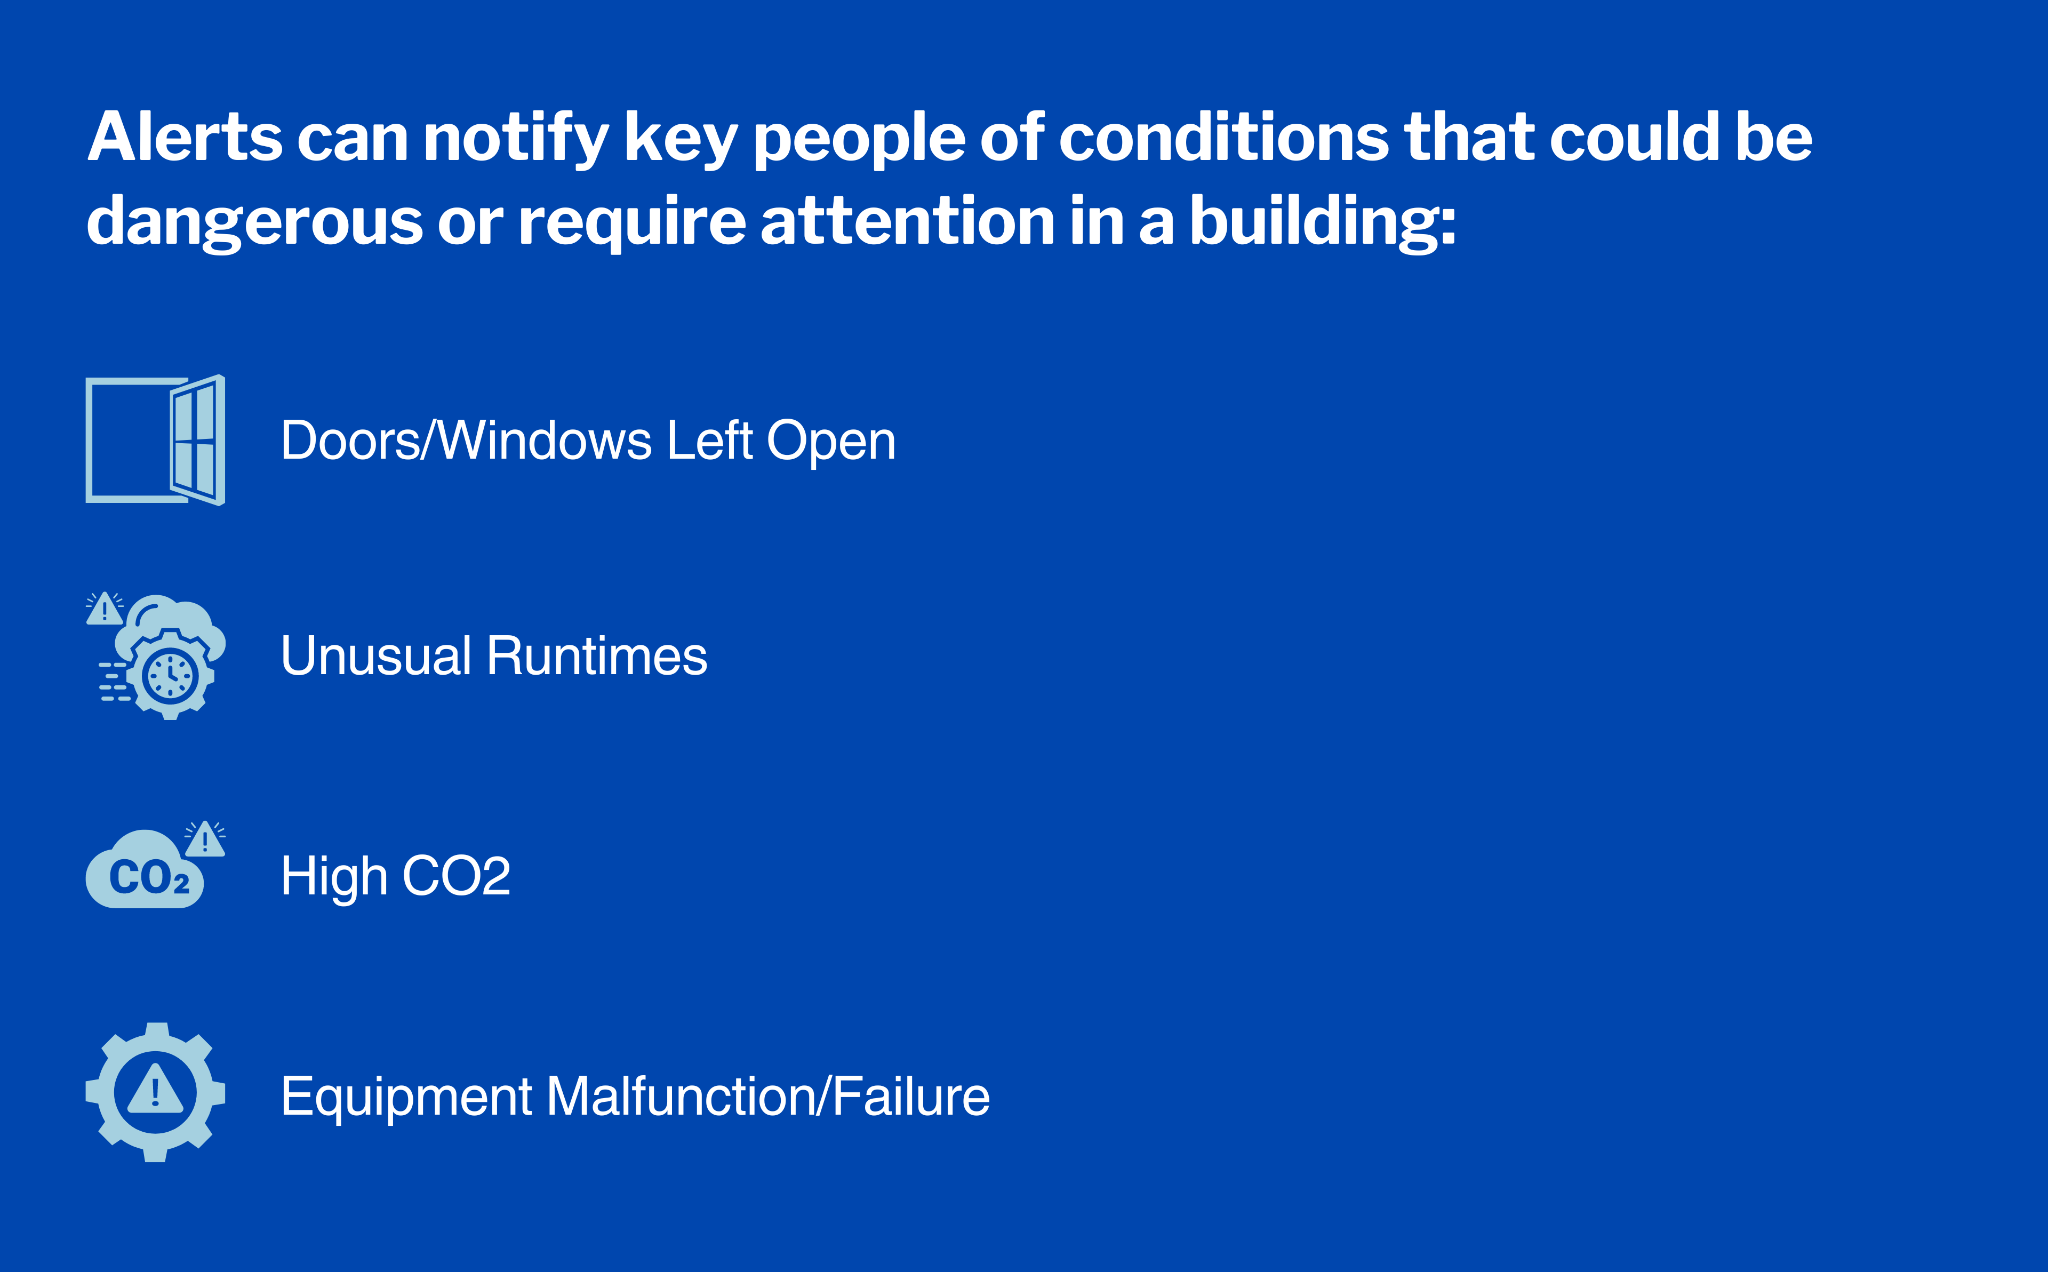 Alerts can notify key people of conditions that could be
dangerous or require attention in a building:
Doors/Windows Left Open
Unusual Runtimes
CO2
High CO2
Equipment Malfunction/Failure